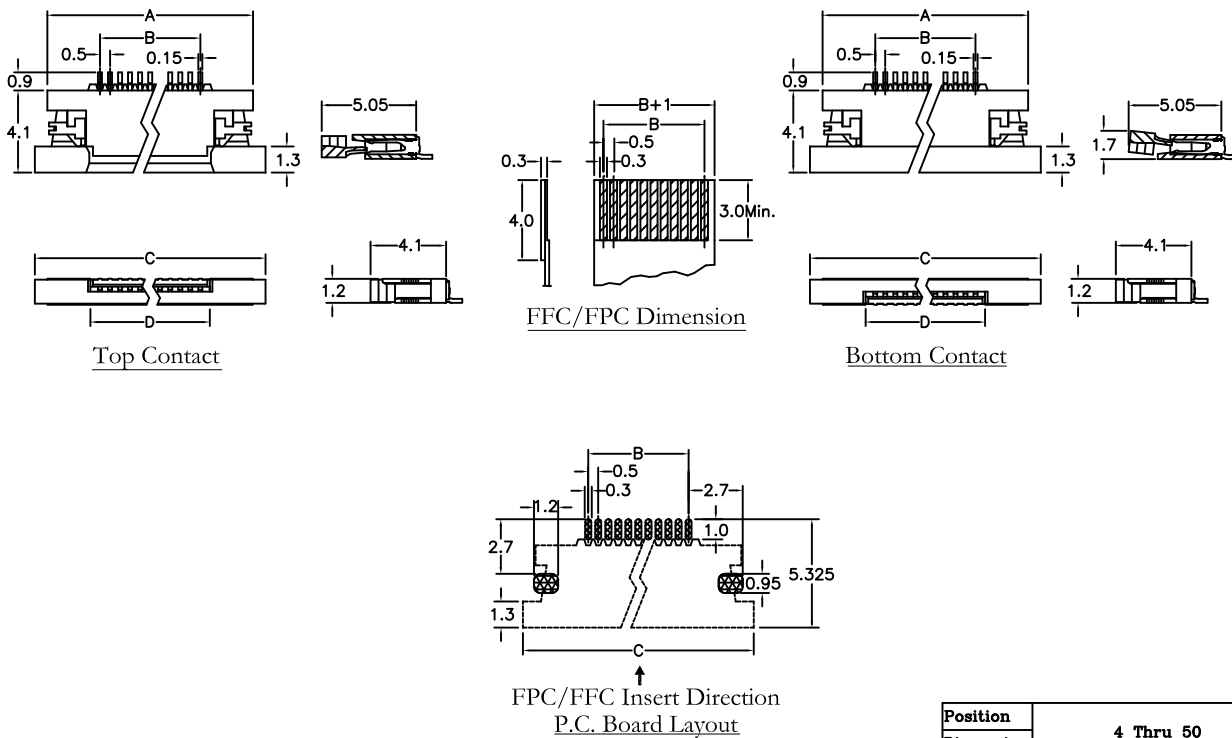 A
A
B
B
0.5
0.15
0.5
0.15
0.9
0.9
5.05
B+1
5.05
B
4.1
4.1
0.5
0.3
0.3
1.7
1.3
1.3
4.0
3.0Min.
C
4.1
C
4.1
1.2
1.2
D
FFC/FPC Dimension
D
Top Contact
Bottom Contact
B
0.5
0.3
2.7
1.2
1.0
2.7
5.325
0.95
1.3
C
FPC/FFC Insert Direction
P.C. Board Layout
Position
4 Thru 50